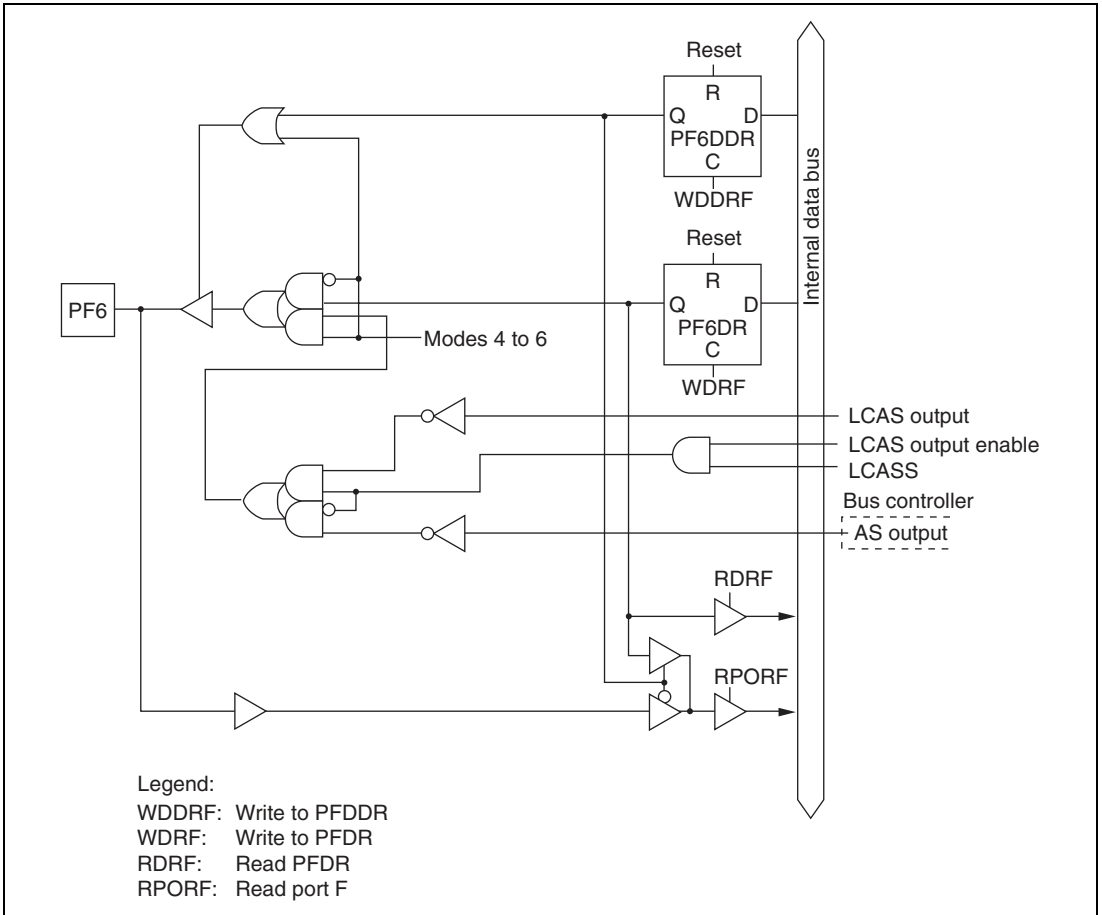 Reset
R
Q D
PF6DDR
C
WDDRF
Internal data bus
Reset
R
Q D
PF6DR
C
WDRF
PF6
Modes 4 to 6
LCAS output
LCAS output enable
LCASS
Bus controller
AS output
RDRF
RPORF
Legend:
WDDRF: Write to PFDDR
WDRF: Write to PFDR
RDRF: Read PFDR
RPORF: Read port F